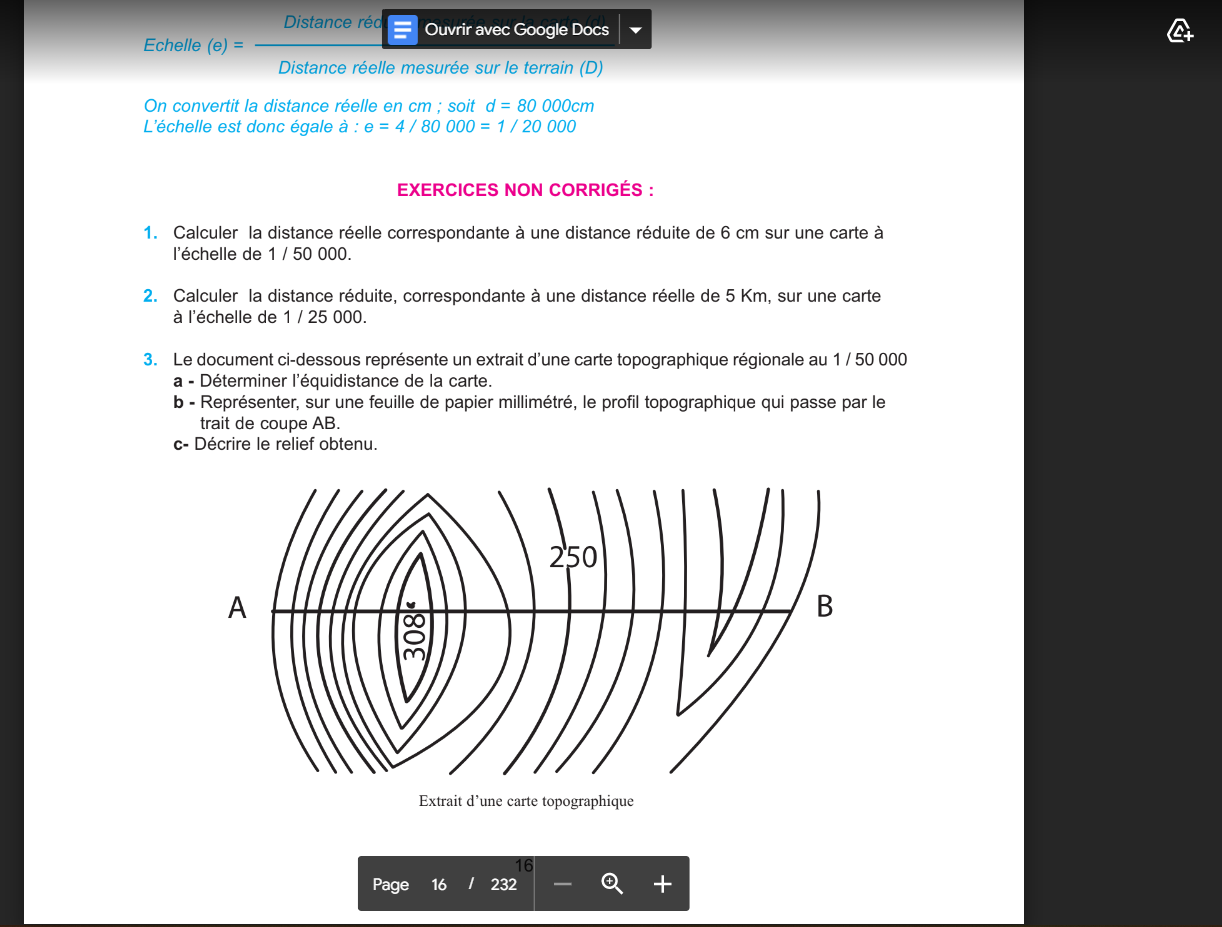 Distance réd
Ouvrir avec Google Docs
Echelle (e) =
Distance réelle mesurée sur le terrain (D)
On convertit la distance réelle en cm ; soit d = 80 000cm
L'échelle est donc égale à : e = 4 / 80 000 = 1 / 20 000
EXERCICES NON CORRIGÉS :
1. Calculer la distance réelle correspondante à une distance réduite de 6 cm sur une carte à
l'échelle de 1 / 50 000.
2. Calculer la distance réduite, correspondante à une distance réelle de 5 Km, sur une carte
à l'échelle de 1 / 25 000.
3. Le document ci-dessous représente un extrait d'une carte topographique régionale au 1 / 50 000
a - Déterminer l'équidistance de la carte.
b - Représenter, sur une feuille de papier millimétré, le profil topographique qui passe par le
trait de coupe AB.
c- Décrire le relief obtenu.
250
A
B
308
Extrait d'une carte topographique
16
Page 16 / 232